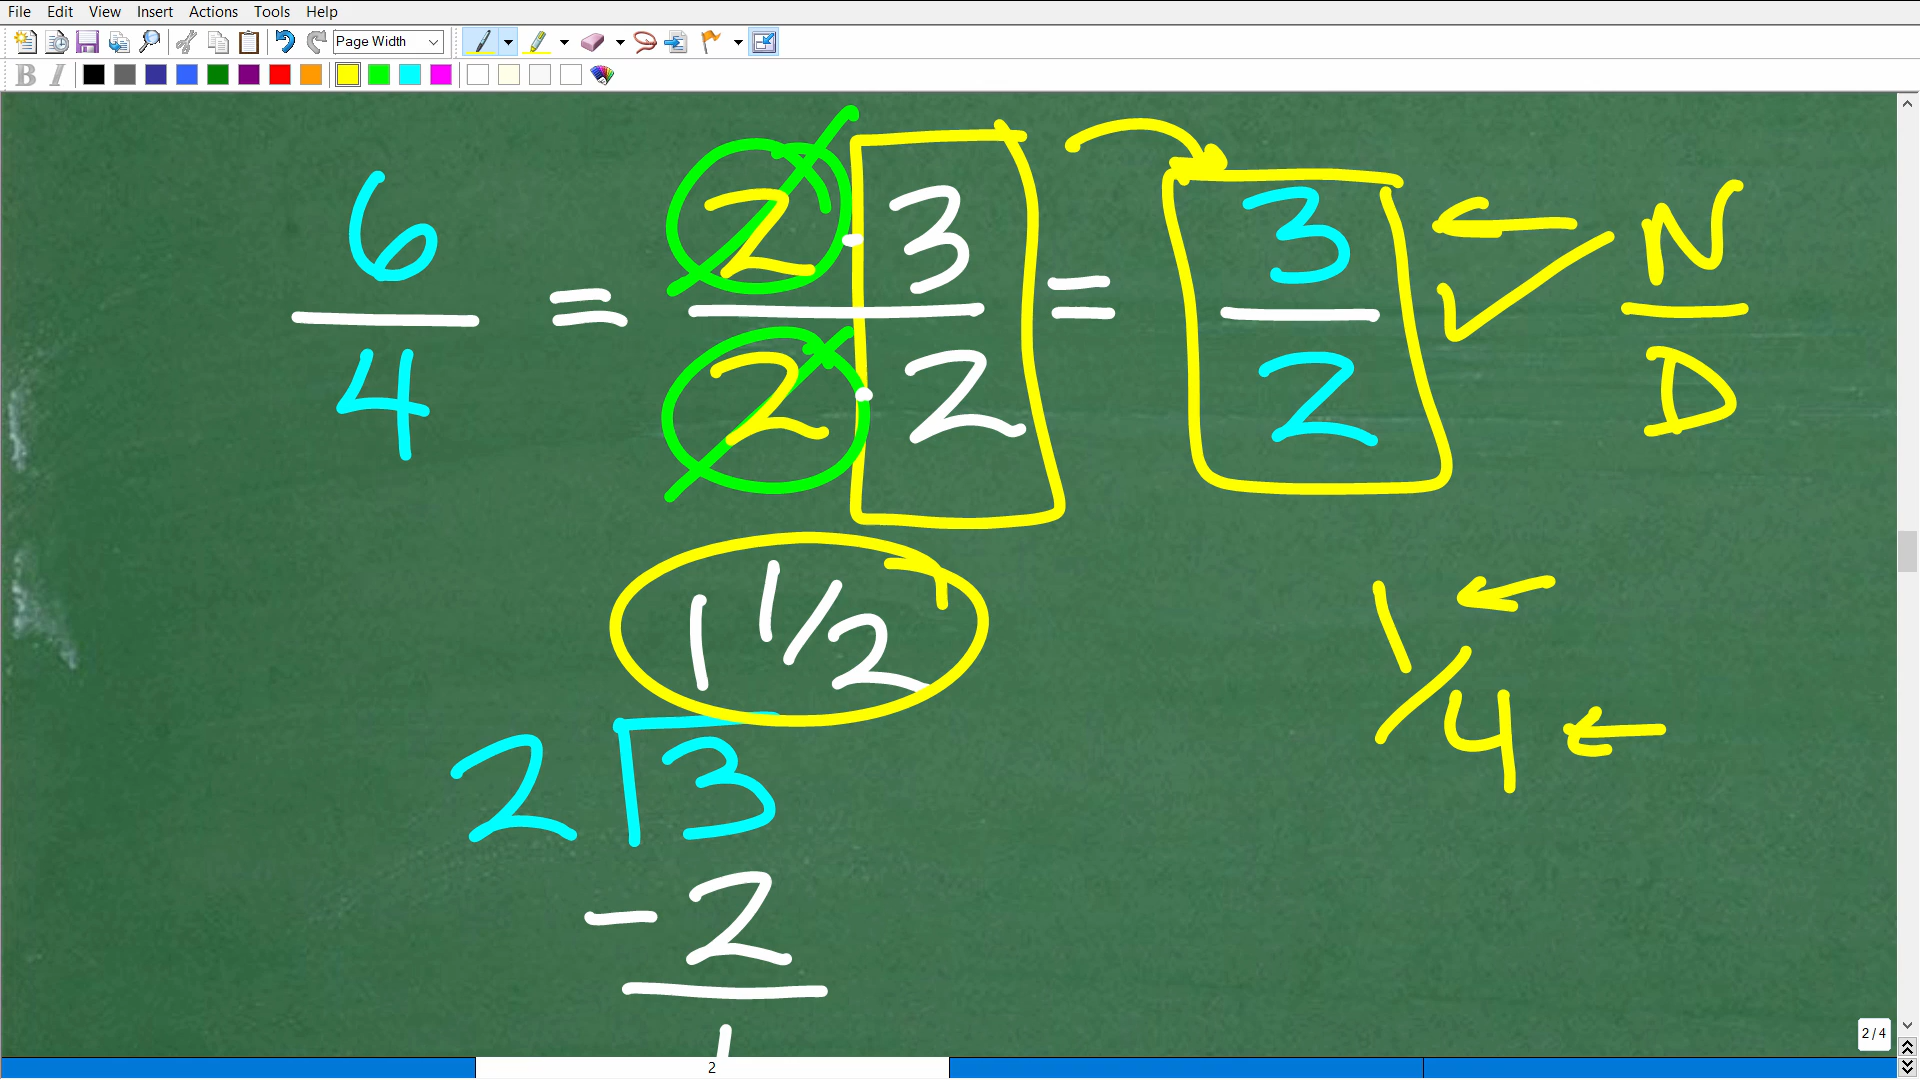 File Edit View Insert Actions Tools Help
Page Width
B I
6/4 = 2·3/2·2 = 3/2 N/D
1 1/2
1/4
2 3
- 2
1
2 / 4
2